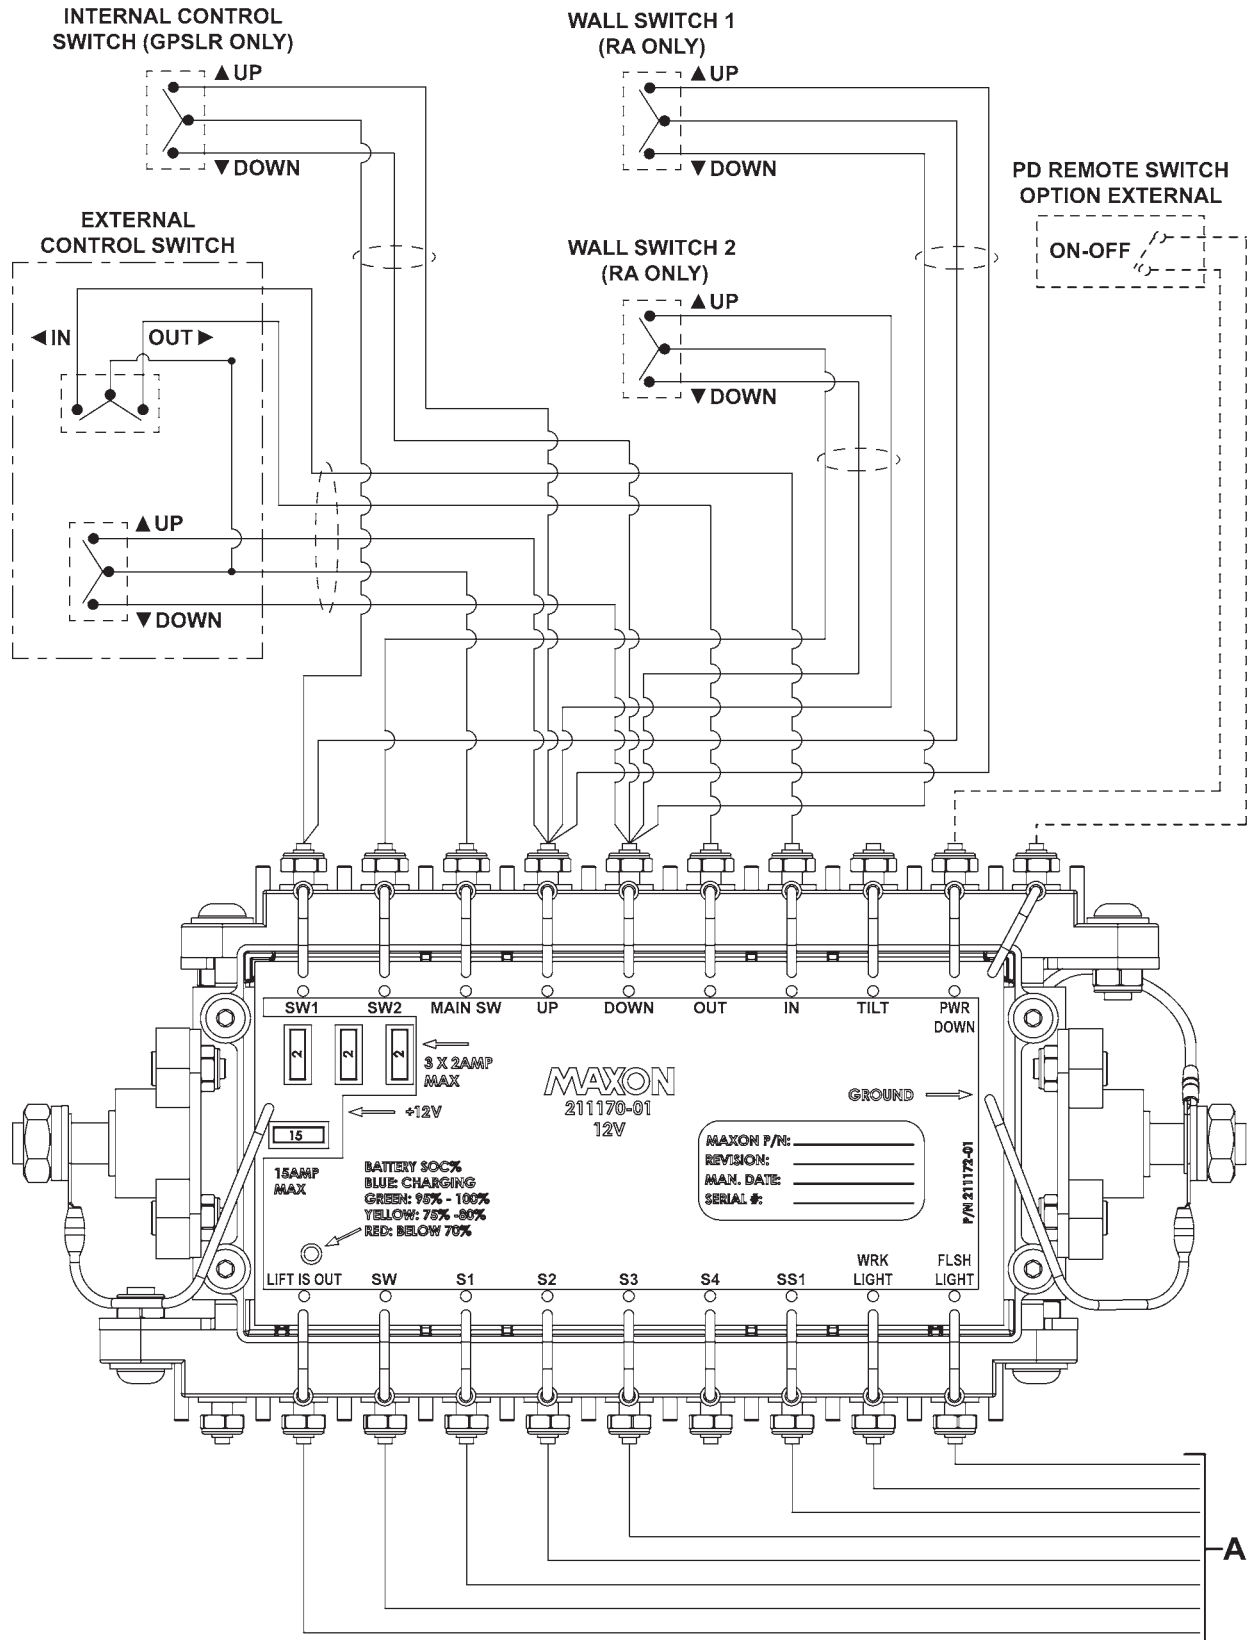 INTERNAL CONTROL
SWITCH (GPSLR ONLY)
▲UP
▼DOWN
WALL SWITCH 1
(RA ONLY)
▲UP
▼DOWN
PD REMOTE SWITCH
OPTION EXTERNAL
ON-OFF
EXTERNAL
CONTROL SWITCH
◄IN
OUT►
▲UP
▼DOWN
WALL SWITCH 2
(RA ONLY)
▲UP
▼DOWN
SW1
SW2
MAIN SW
UP
DOWN
OUT
IN
TILT
PWR
DOWN
2
2
2
3 X 2AMP
MAX
+12V
15
15AMP
MAX
MAXON
211170-01
12V
GROUND
MAXON P/N:
REVISION:
MAN. DATE:
SERIAL #:
P/N 211172-01
BATTERY SOC%
BLUE: CHARGING
GREEN: 95% - 100%
YELLOW: 75% -80%
RED: BELOW 70%
LIFT IS OUT
SW
S1
S2
S3
S4
SS1
WRK
LIGHT
FLSH
LIGHT
A